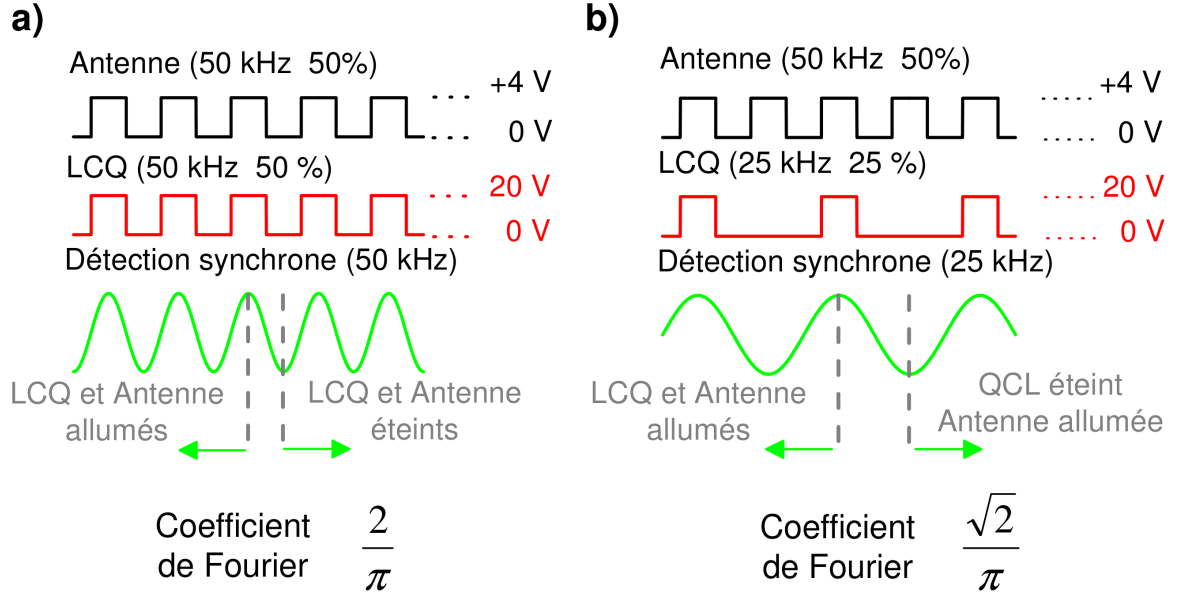 a)
Antenne (50 kHz 50%)
+4 V
0 V
LCQ (50 kHz 50 %)
20 V
0 V
Détection synchrone (50 kHz)
LCQ et Antenne
allumés
LCQ et Antenne
éteints
Coefficient
de Fourier
2
π
b)
Antenne (50 kHz 50%)
+4 V
0 V
LCQ (25 kHz 25 %)
20 V
0 V
Détection synchrone (25 kHz)
LCQ et Antenne
allumés
QCL éteint
Antenne allumée
Coefficient
de Fourier
√2
π